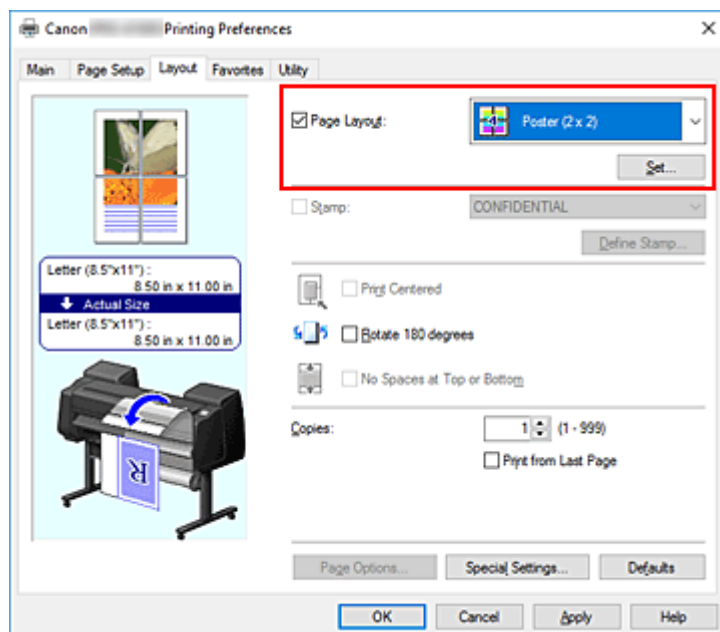 Canon Printing Preferences
Main Page Setup Layout Favorites Utility
Page Layout: 4 Poster (2 x 2)
Set...
Stamp: CONFIDENTIAL
Define Stamp...
Letter (8.5"x11") :
8.50 in x 11.00 in
Actual Size
Letter (8.5"x11") :
8.50 in x 11.00 in
Print Centered
Rotate 180 degrees
No Spaces at Top or Bottom
Copies: 1 (1 - 999)
Print from Last Page
R
Page Options... Special Settings... Defaults
OK Cancel Apply Help